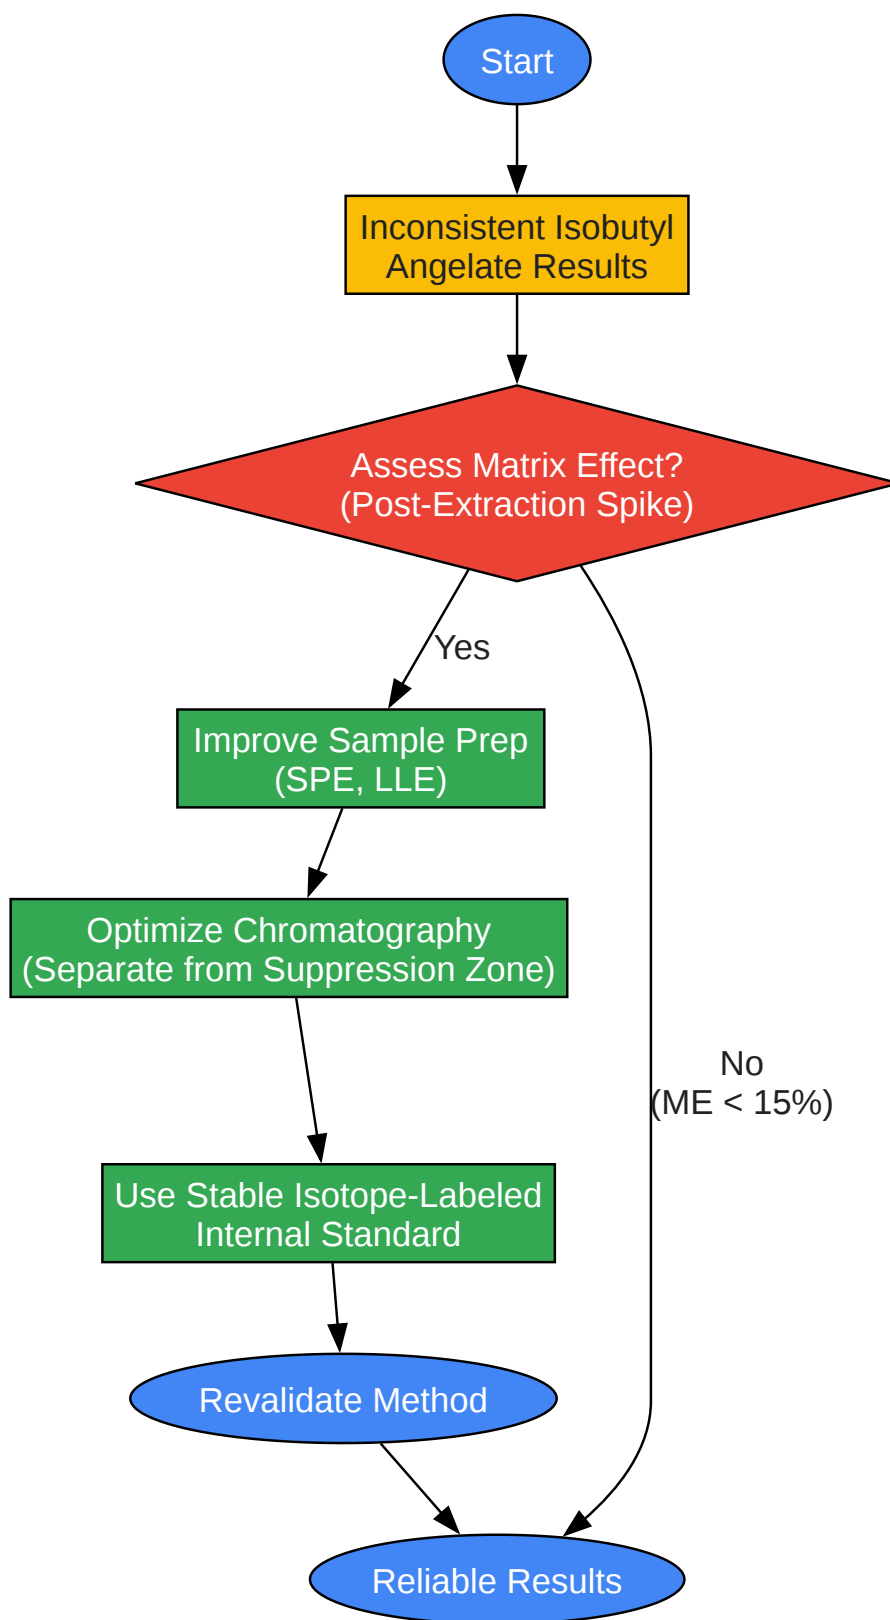 Start
Inconsistent Isobutyl
Angelate Results
Assess Matrix Effect?
(Post-Extraction Spike)
Yes
Improve Sample Prep
(SPE, LLE)
Optimize Chromatography
(Separate from Suppression Zone)
No
(ME < 15%)
Use Stable Isotope-Labeled
Internal Standard
Revalidate Method
Reliable Results